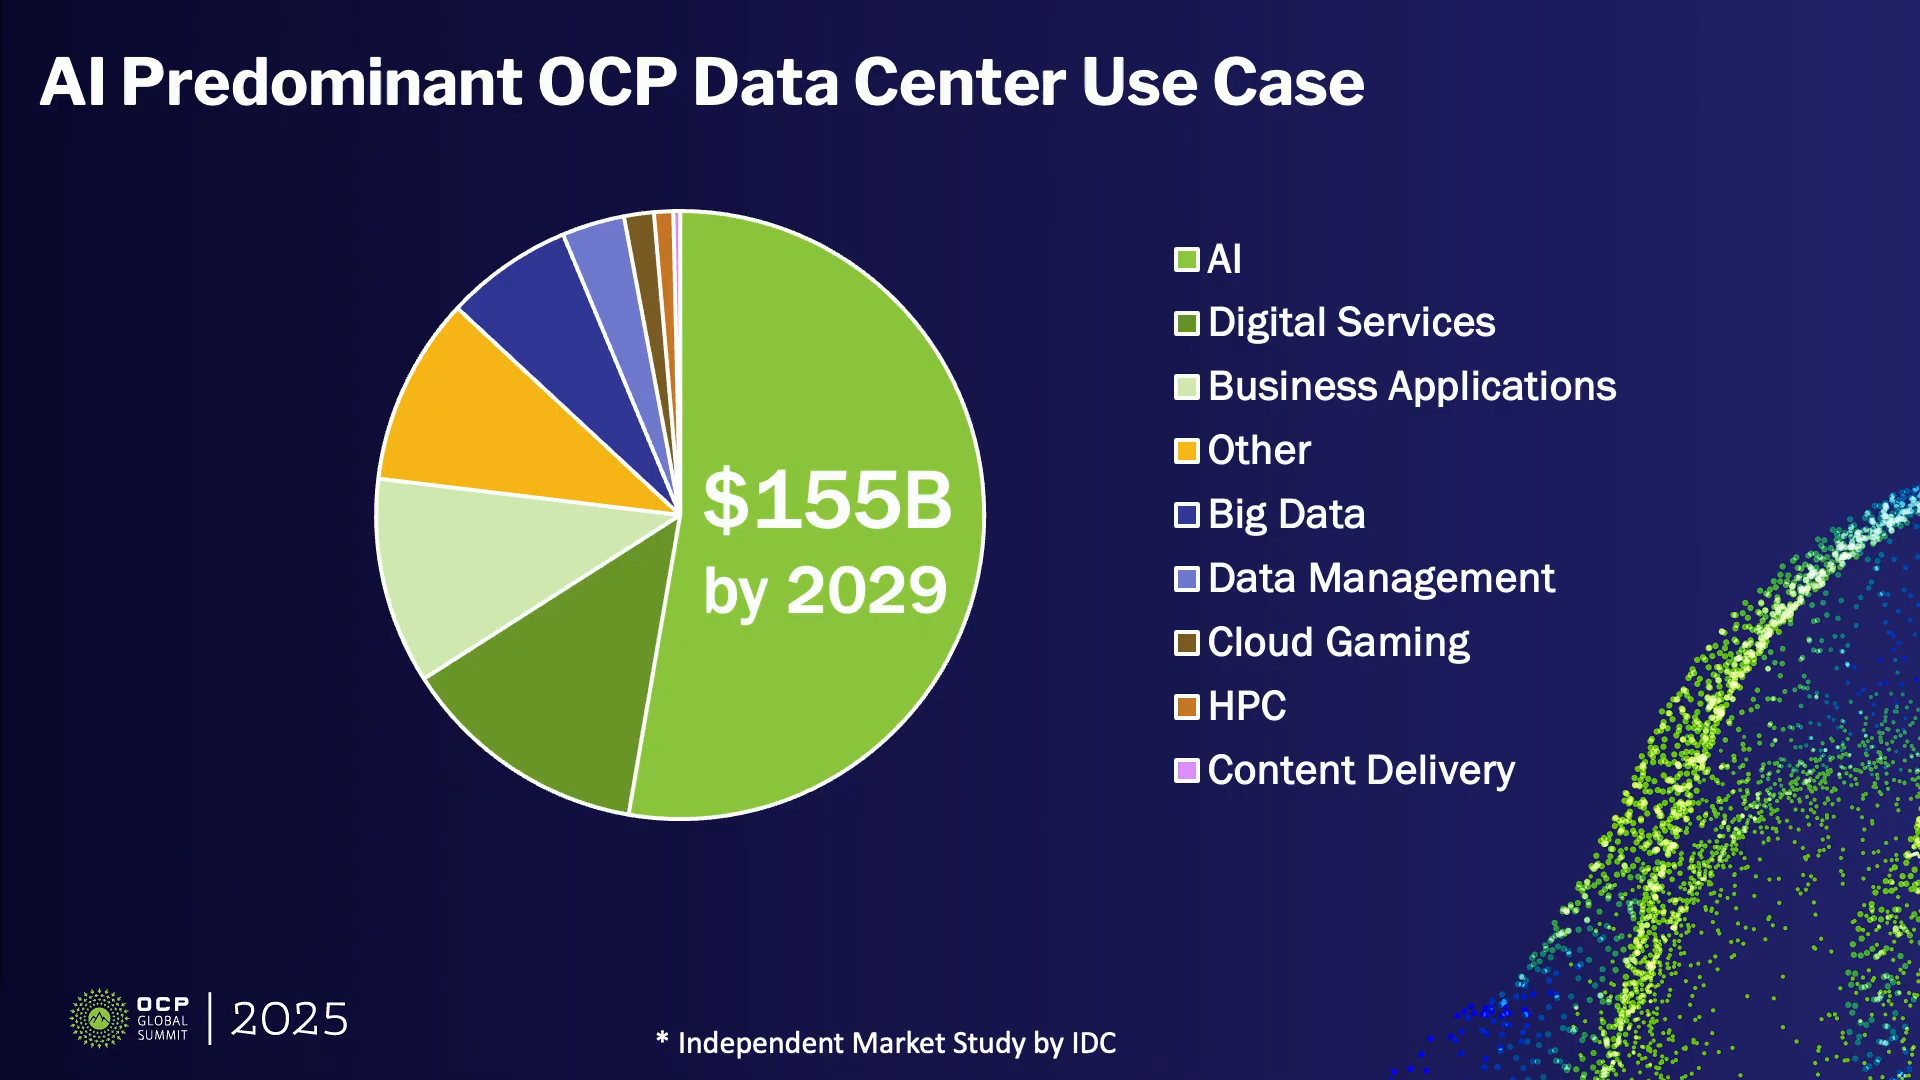 AI Predominant OCP Data Center Use Case
$155B
by 2029
AI
Digital Services
Business Applications
Other
Big Data
Data Management
Cloud Gaming
HPC
Content Delivery
OCP
GLOBAL
SUMMIT
2025
* Independent Market Study by IDC